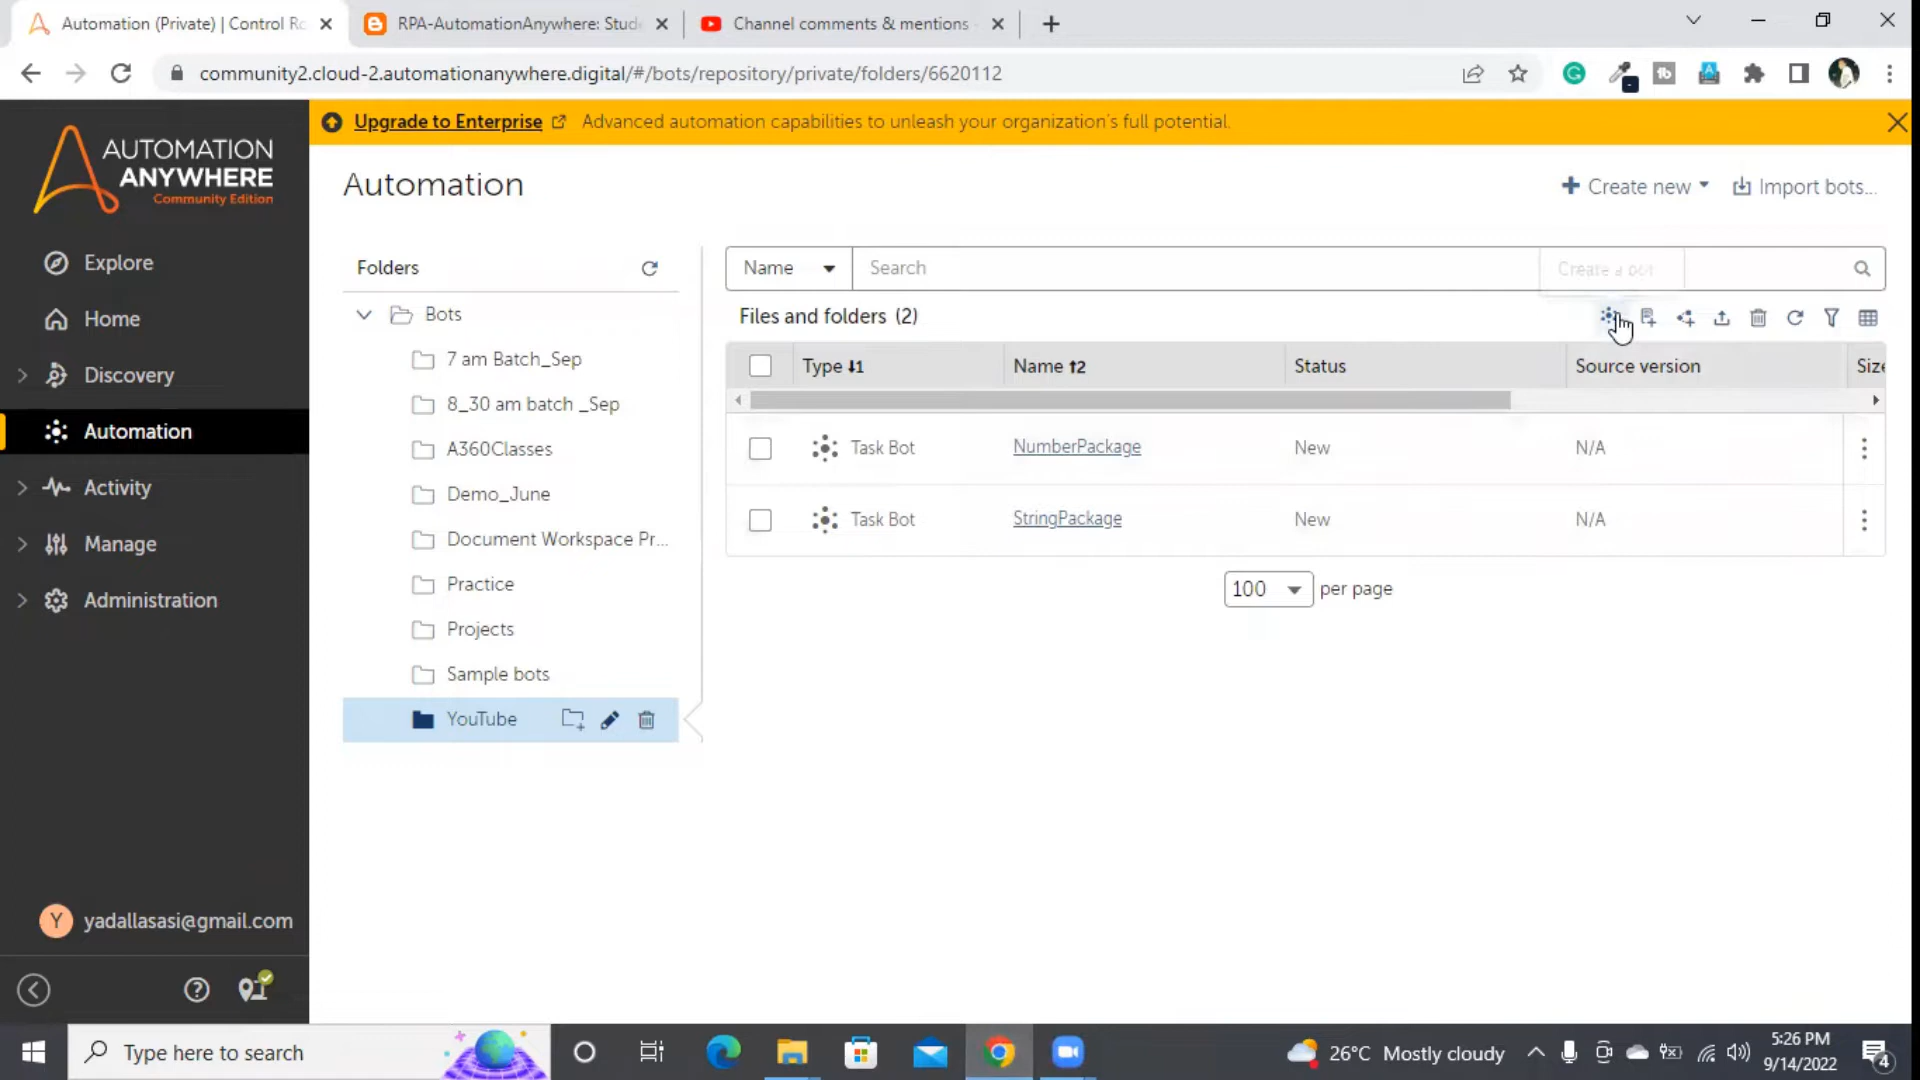 Automation (Private) | Control Ro
RPA-AutomationAnywhere: Stude
Channel comments & mentions
community2.cloud-2.automationanywhere.digital/#/bots/repository/private/folders/6620112
AUTOMATION
ANYWHERE
Community Edition
Upgrade to Enterprise
Advanced automation capabilities to unleash your organization's full potential.
Automation
Create new
Import bots...
Explore
Home
Discovery
Automation
Activity
Manage
Administration
yadallasasi@gmail.com
Y
Folders
Bots
7 am Batch_Sep
8_30 am batch _Sep
A360Classes
Demo_June
Document Workspace Pr...
Practice
Projects
Sample bots
YouTube
Name
Search
Create a bot
Files and folders (2)
Type
Name
Status
Source version
Size
Task Bot
NumberPackage
New
N/A
Task Bot
StringPackage
New
N/A
100
per page
Type here to search
26°C Mostly cloudy
5:26 PM
9/14/2022
4